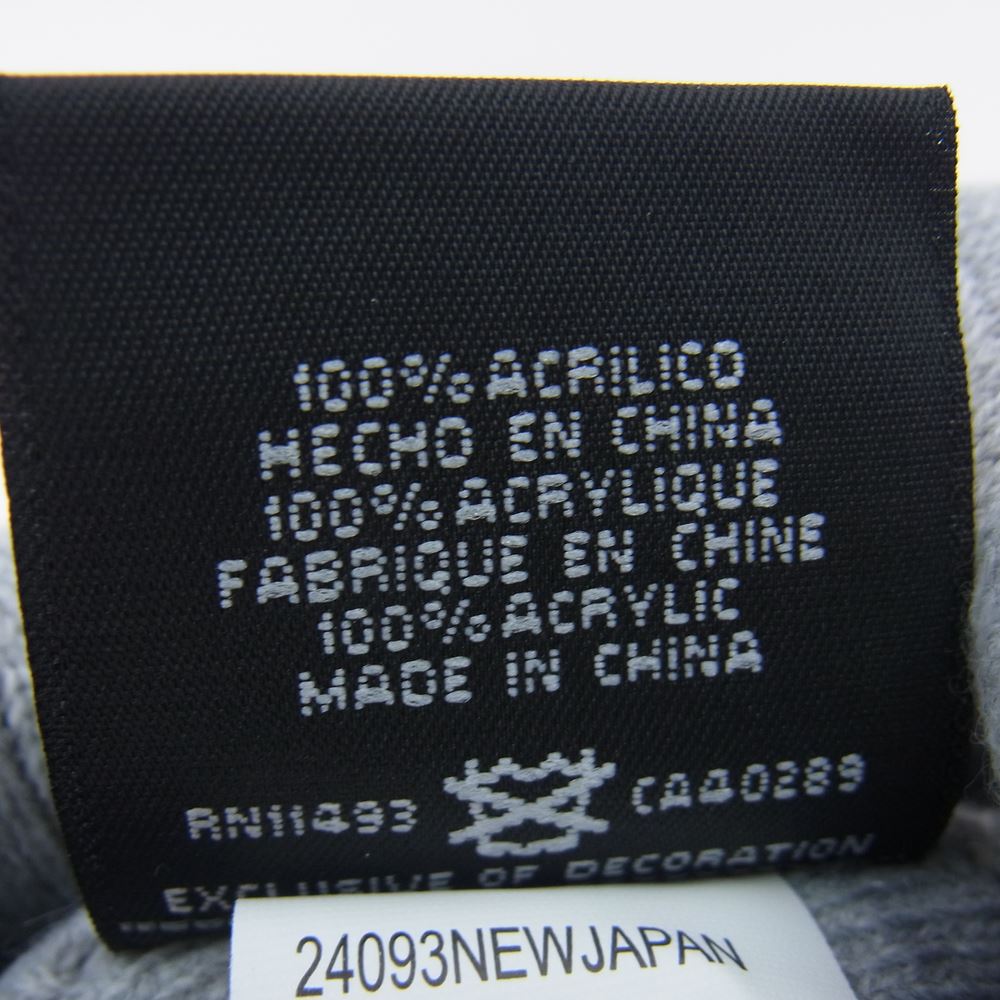 100% ACRILICO
HECHO EN CHINA
100% ACRYLIQUE
FABRIQUE EN CHINE
100% ACRYLIC
MADE IN CHINA
RN11493 CA40289
EXCLUSIVE OF DECORATION
24093NEWJAPAN